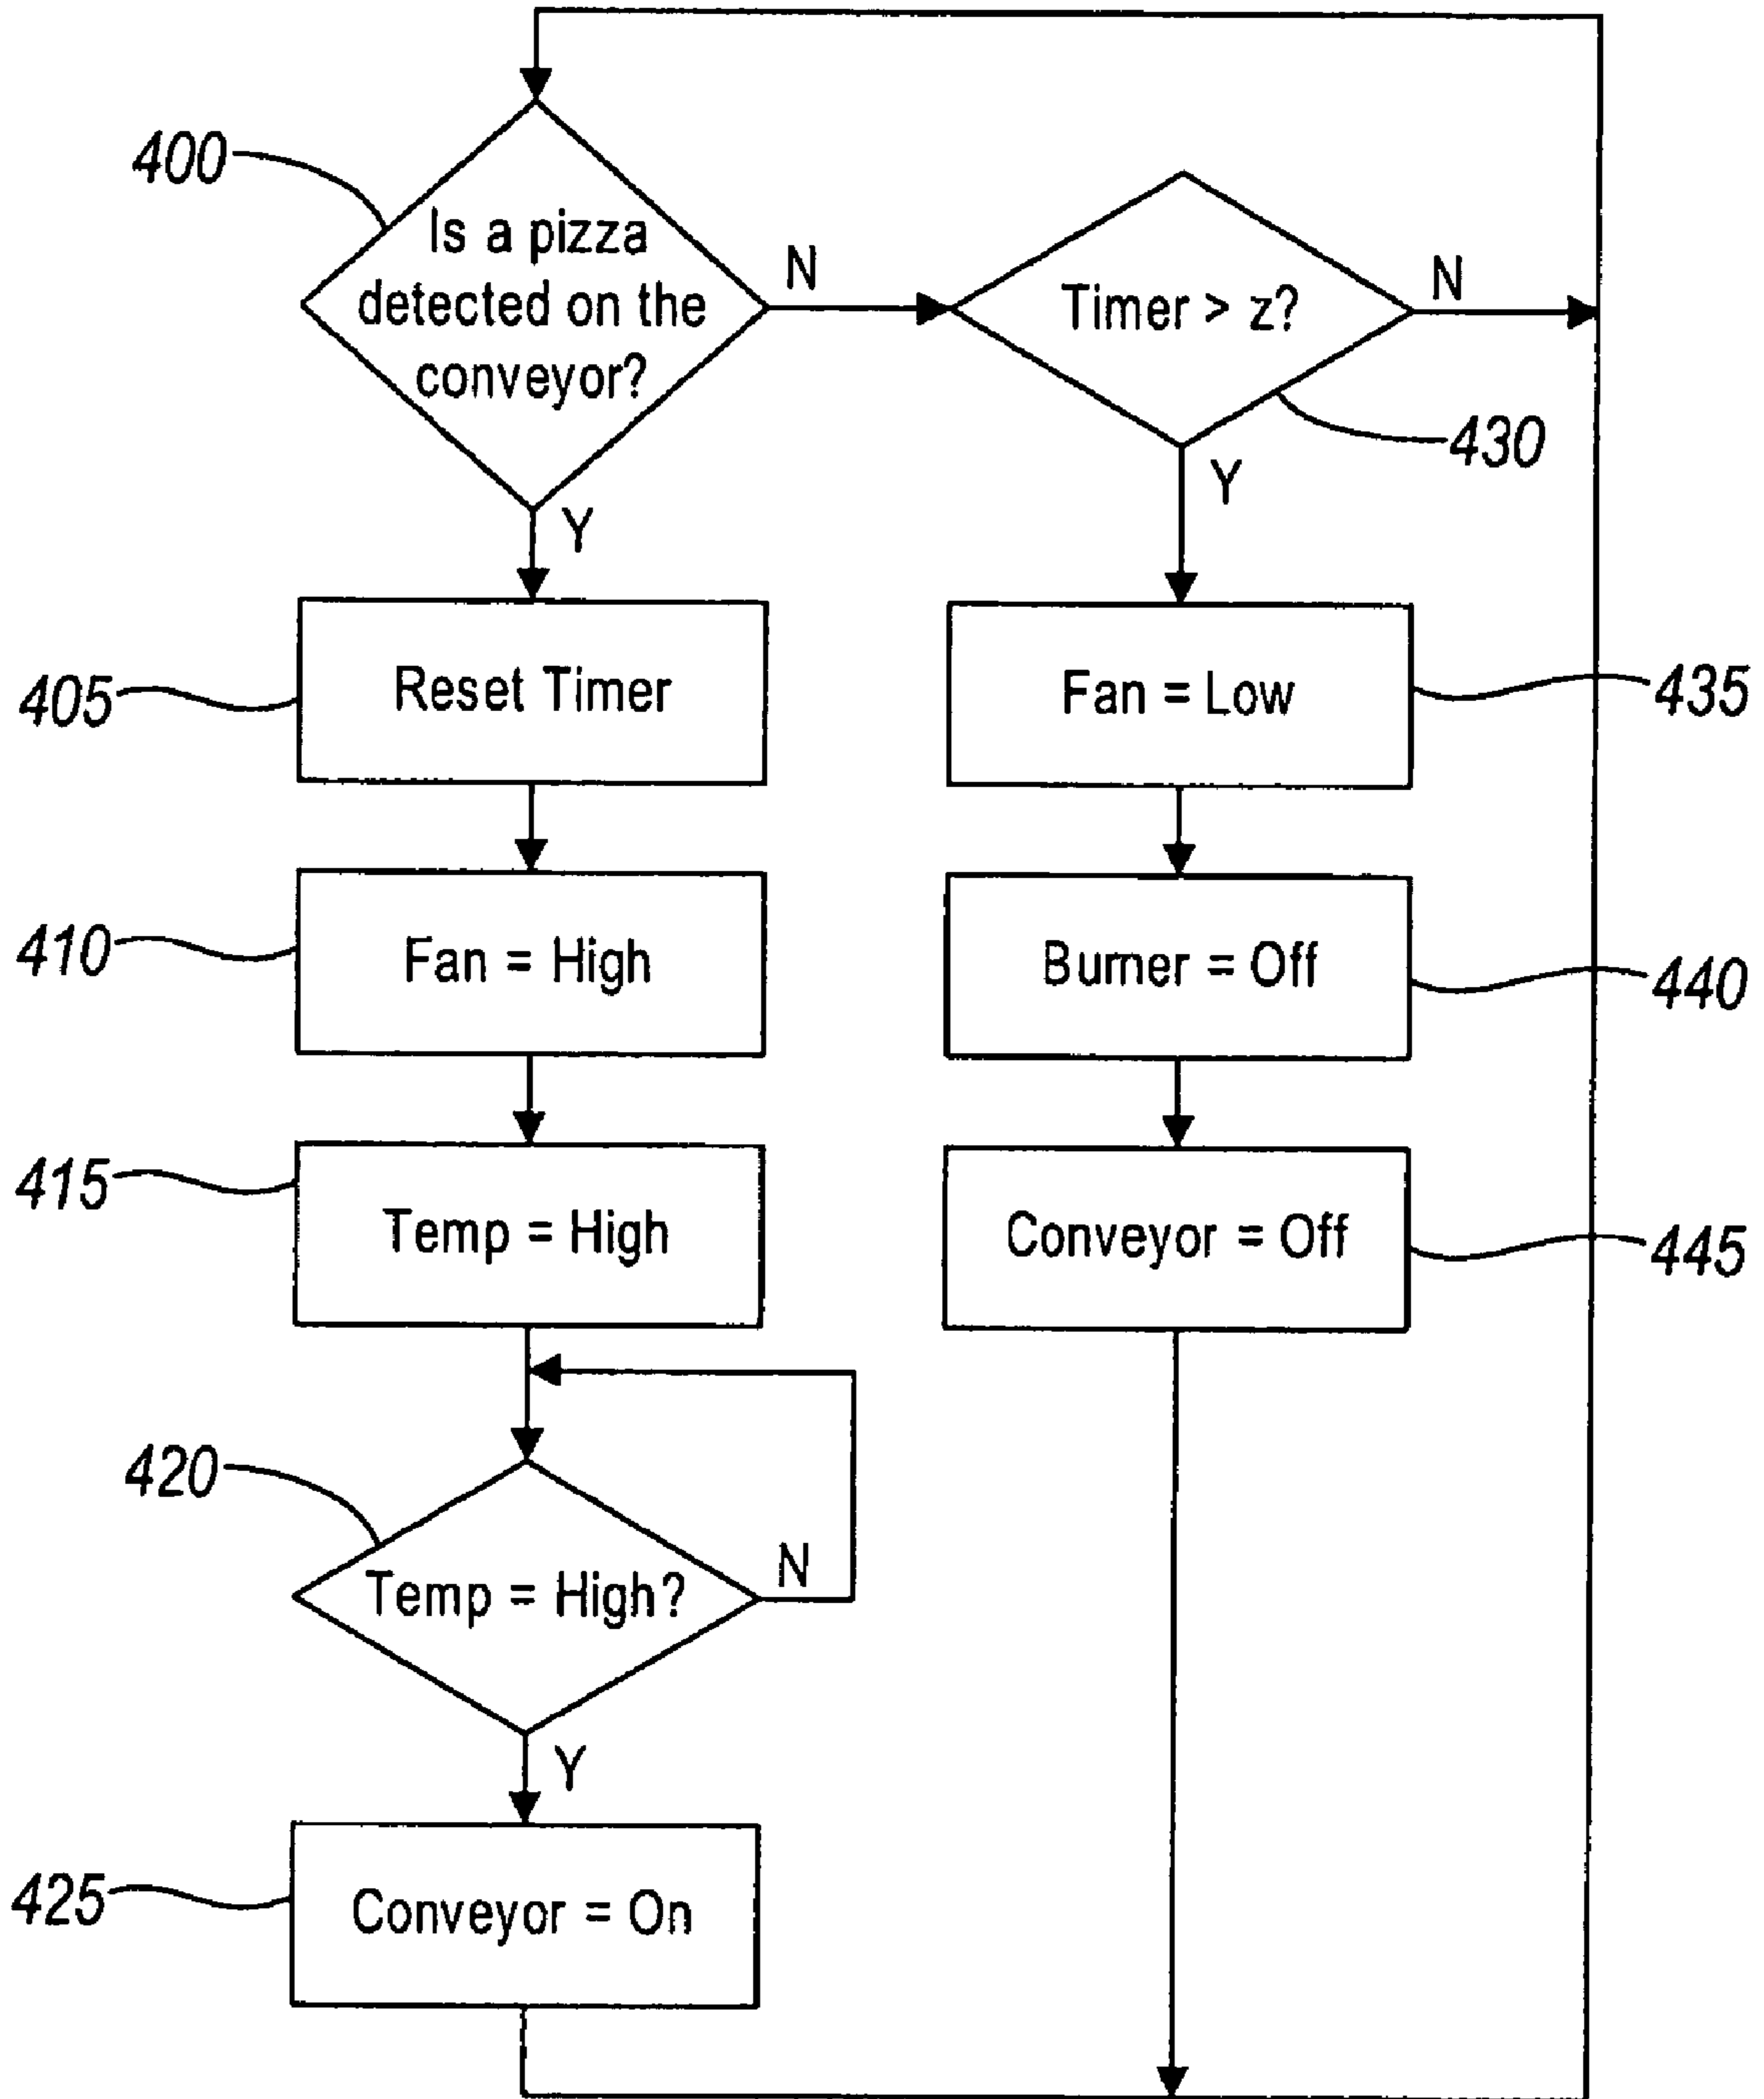 400
Is a pizza
detected on the
conveyor?
N
Y
Timer > z?
N
430
Y
405
Reset Timer
Fan = Low
435
410
Fan = High
Burner = Off
440
415
Temp = High
Conveyor = Off
445
420
Temp = High?
N
Y
425
Conveyor = On